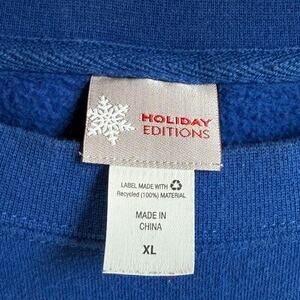 HOLIDAY
EDITIONS
LABEL MADE WITH
Recycled (100%) MATERIAL
MADE IN
CHINA
XL